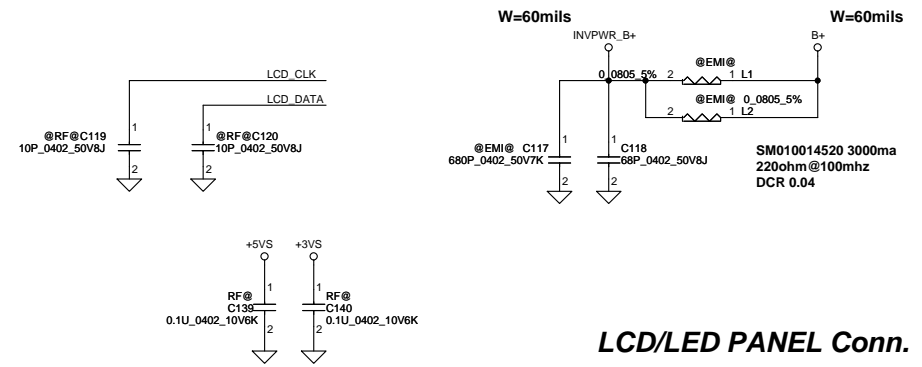 W=60mils
W=60mils
INVPWR_B+
B+
@EMI@
0_0805_5%
2
1
L1
@EMI@
0_0805_5%
2
1
L2
LCD_CLK
LCD_DATA
1
@RF@C119
10P_0402_50V8J
2
1
@RF@C120
10P_0402_50V8J
2
1
@EMI@ C117
680P_0402_50V7K
2
1
C118
68P_0402_50V8J
2
SM010014520 3000ma
220ohm@100mhz
DCR 0.04
+5VS
+3VS
1
RF@
C139
0.1U_0402_10V6K
2
1
RF@
C140
0.1U_0402_10V6K
2
LCD/LED PANEL Conn.